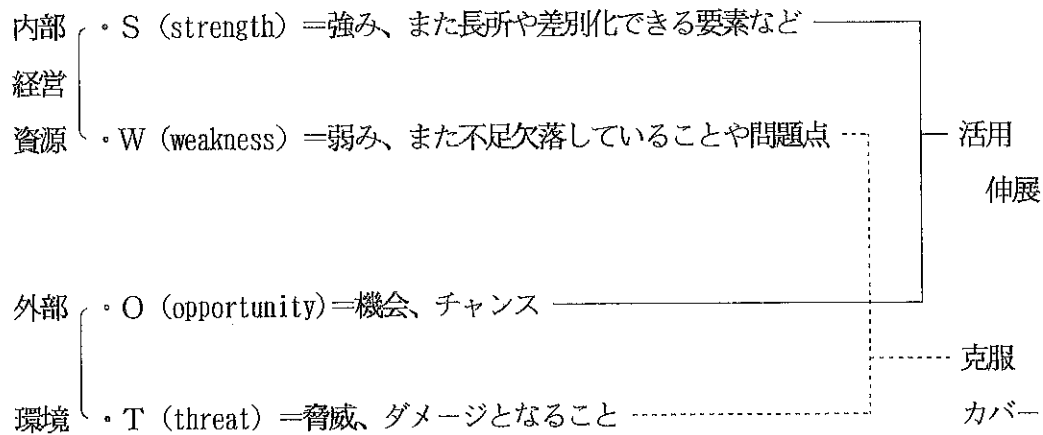 内部 ・S (strength) =強み、また長所や差別化できる要素など
経営
資源 ・W (weakness) =弱み、また不足欠落していることや問題点 活用
伸展
外部 ・O (opportunity)=機会、チャンス
克服
環境 ・T (threat) =脅威、ダメージとなること カバー